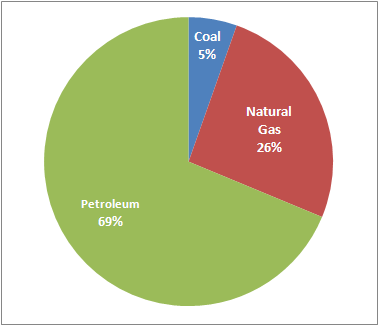 Coal
5%
Natural
Gas
26%
Petroleum
69%